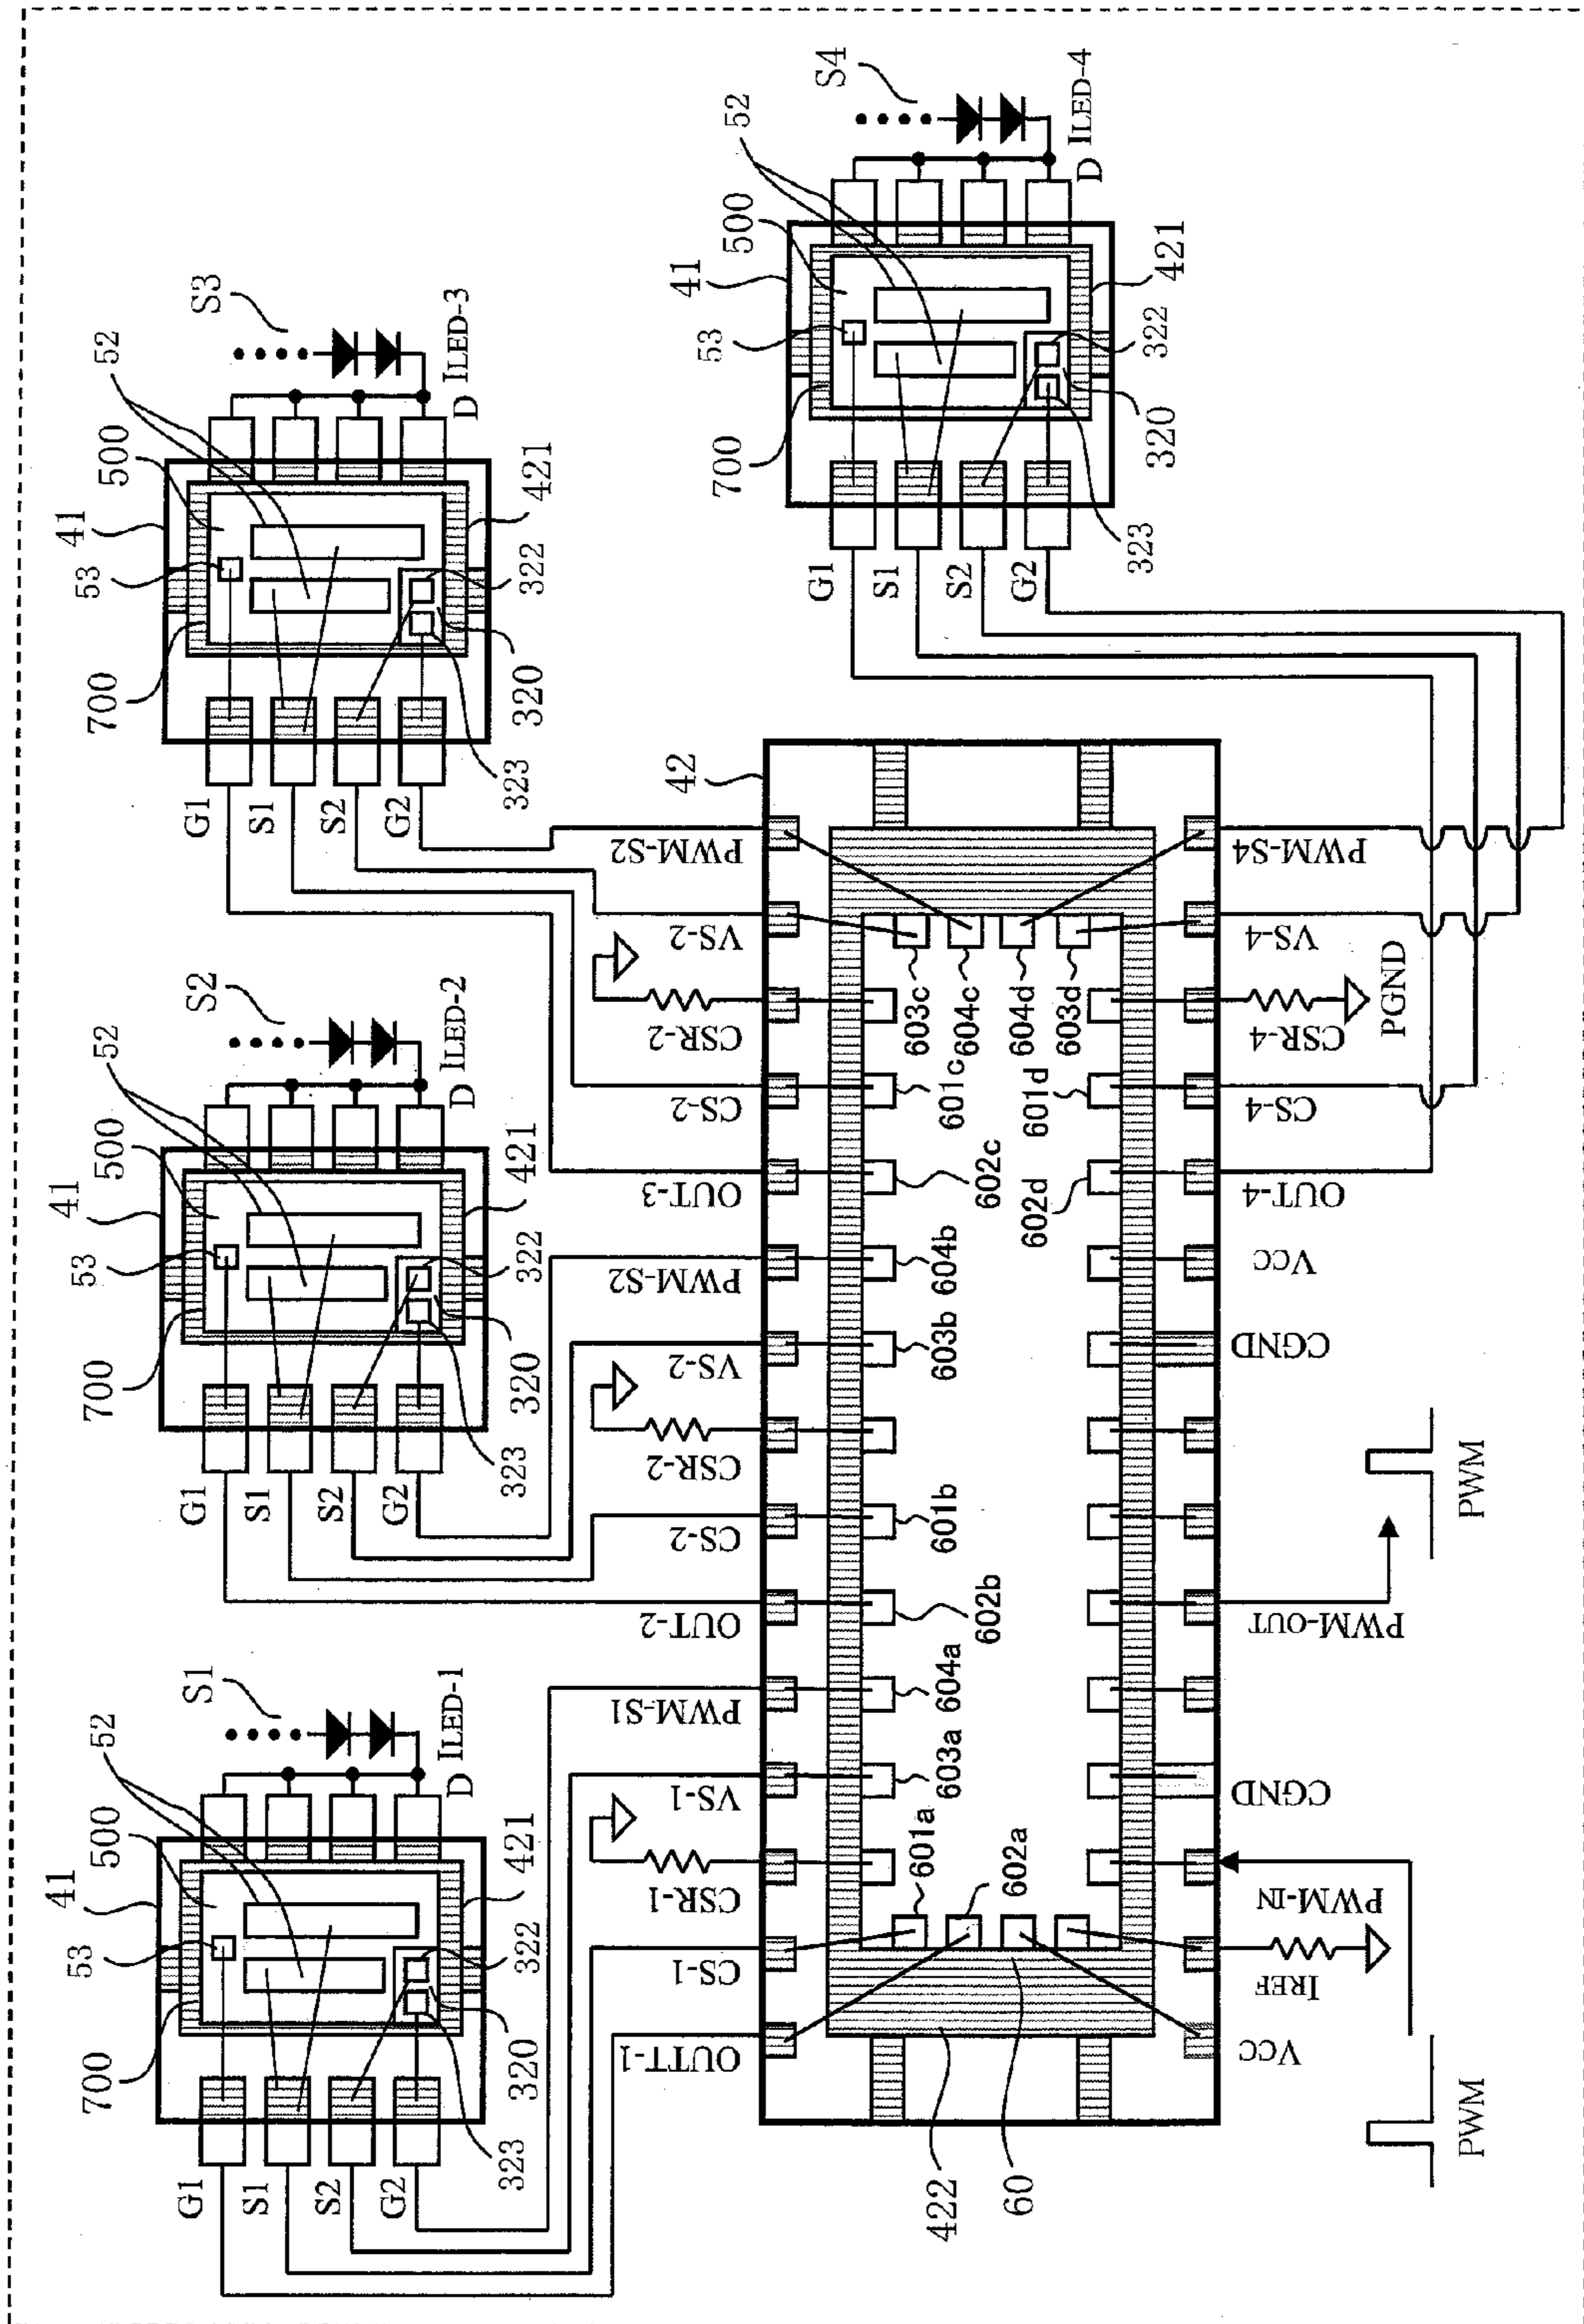 S1
52
ILED-1
500
D
41
421
53
322
700
320
323
G1
S1
S2
G2
S2
52
ILED-2
500
D
41
421
53
322
700
320
323
G1
S1
S2
G2
S3
52
ILED-3
500
D
41
421
53
322
700
320
323
G1
S1
S2
G2
S4
52
ILED-4
500
D
41
421
53
322
700
320
323
G1
S1
S2
G2
42
OUTT-1
CS-1
CSR-1
VS-1
PWM-S1
OUT-2
CS-2
CSR-2
VS-2
PWM-S2
OUT-3
CS-2
CSR-2
VS-2
PWM-S2
601a
602a
603a
604a
602b
601b
603b
604b
602c
601c
603c
604c
604d
603d
601d
602d
422
60
VCC
IREF
PWM-IN
CGND
PWM-OUT
CGND
VCC
OUT-4
CS-4
CSR-4
PGND
VS-4
PWM-S4
PWM
PWM